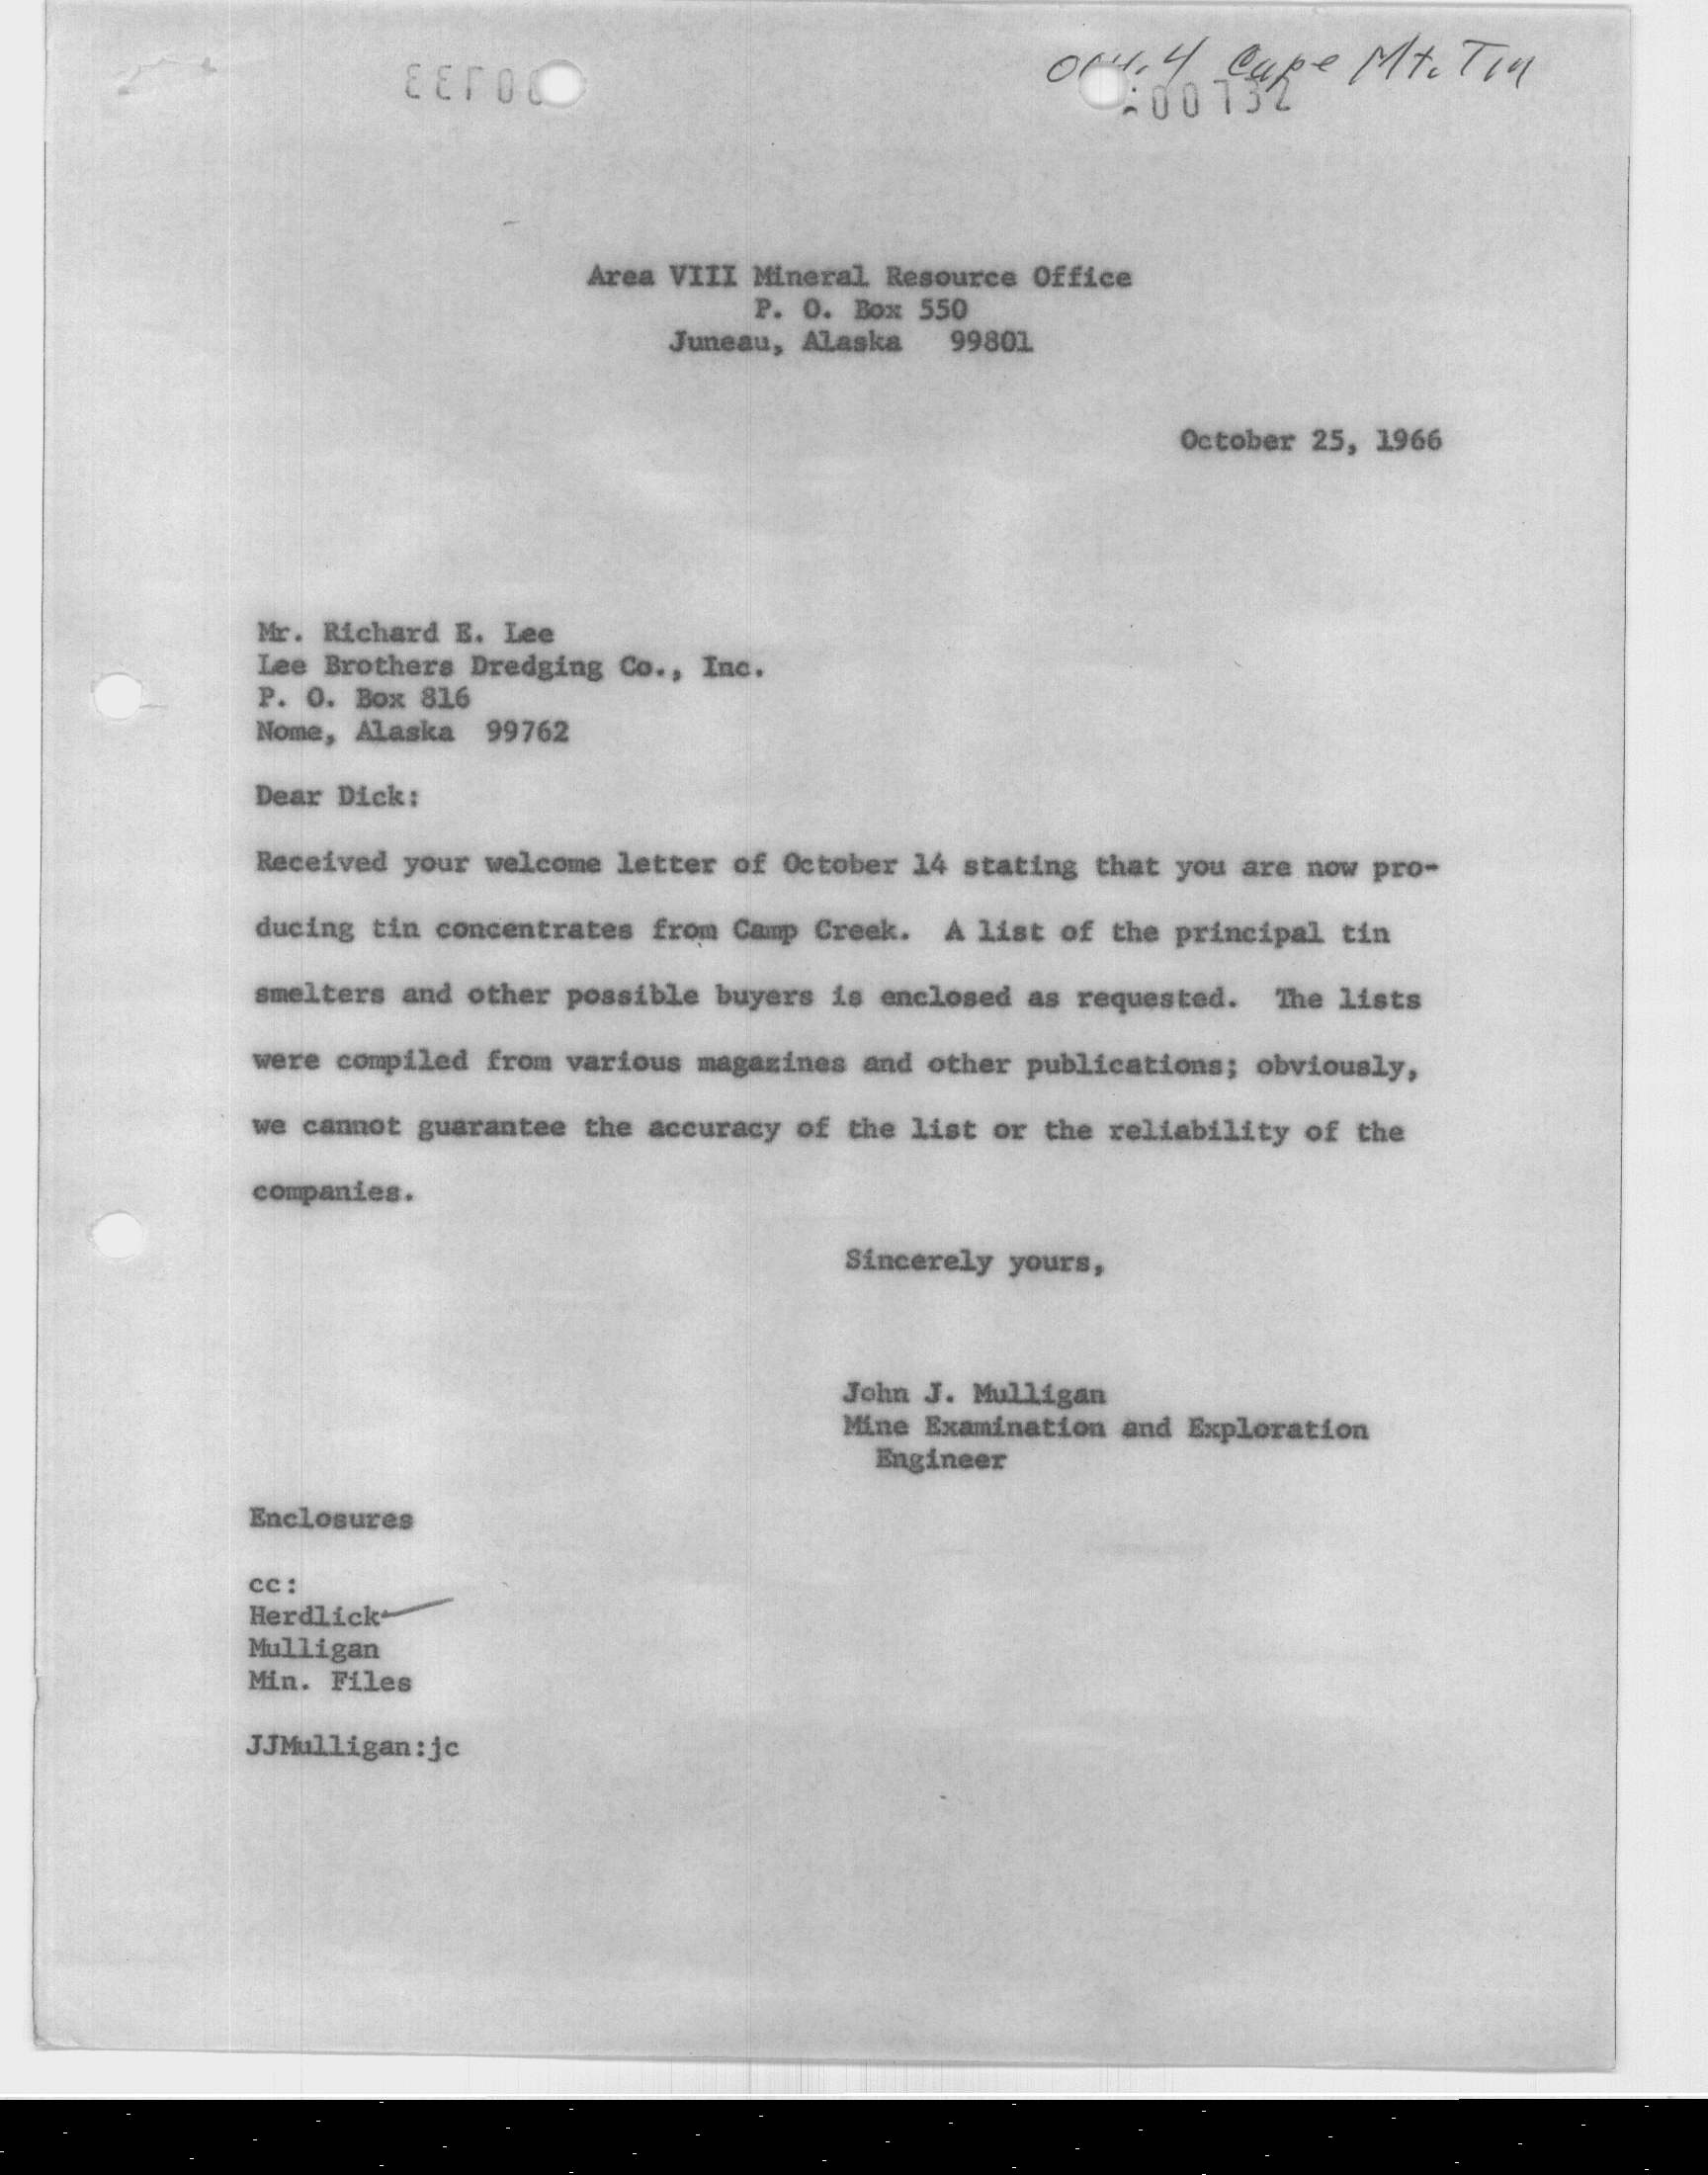 Cape Mt. Tin
Area VIII Mineral Resource Office
P. O. Box 550
Juneau, Alaska 99801
October 25, 1966
Mr. Richard E. Lee
Lee Brothers Dredging Co., Inc.
P. O. Box 816
Nome, Alaska 99762
Dear Dick:
Received your welcome letter of October 14 stating that you are now pro-
ducing tin concentrates from Camp Creek. A list of the principal tin
smelters and other possible buyers is enclosed as requested. The lists
were compiled from various magazines and other publications; obviously,
we cannot guarantee the accuracy of the list or the reliability of the
companies.
Sincerely yours,
John J. Mulligan
Mine Examination and Exploration
Engineer
Enclosures
cc:
Herdlick
Mulligan
Min. Files
JJMulligan:jc